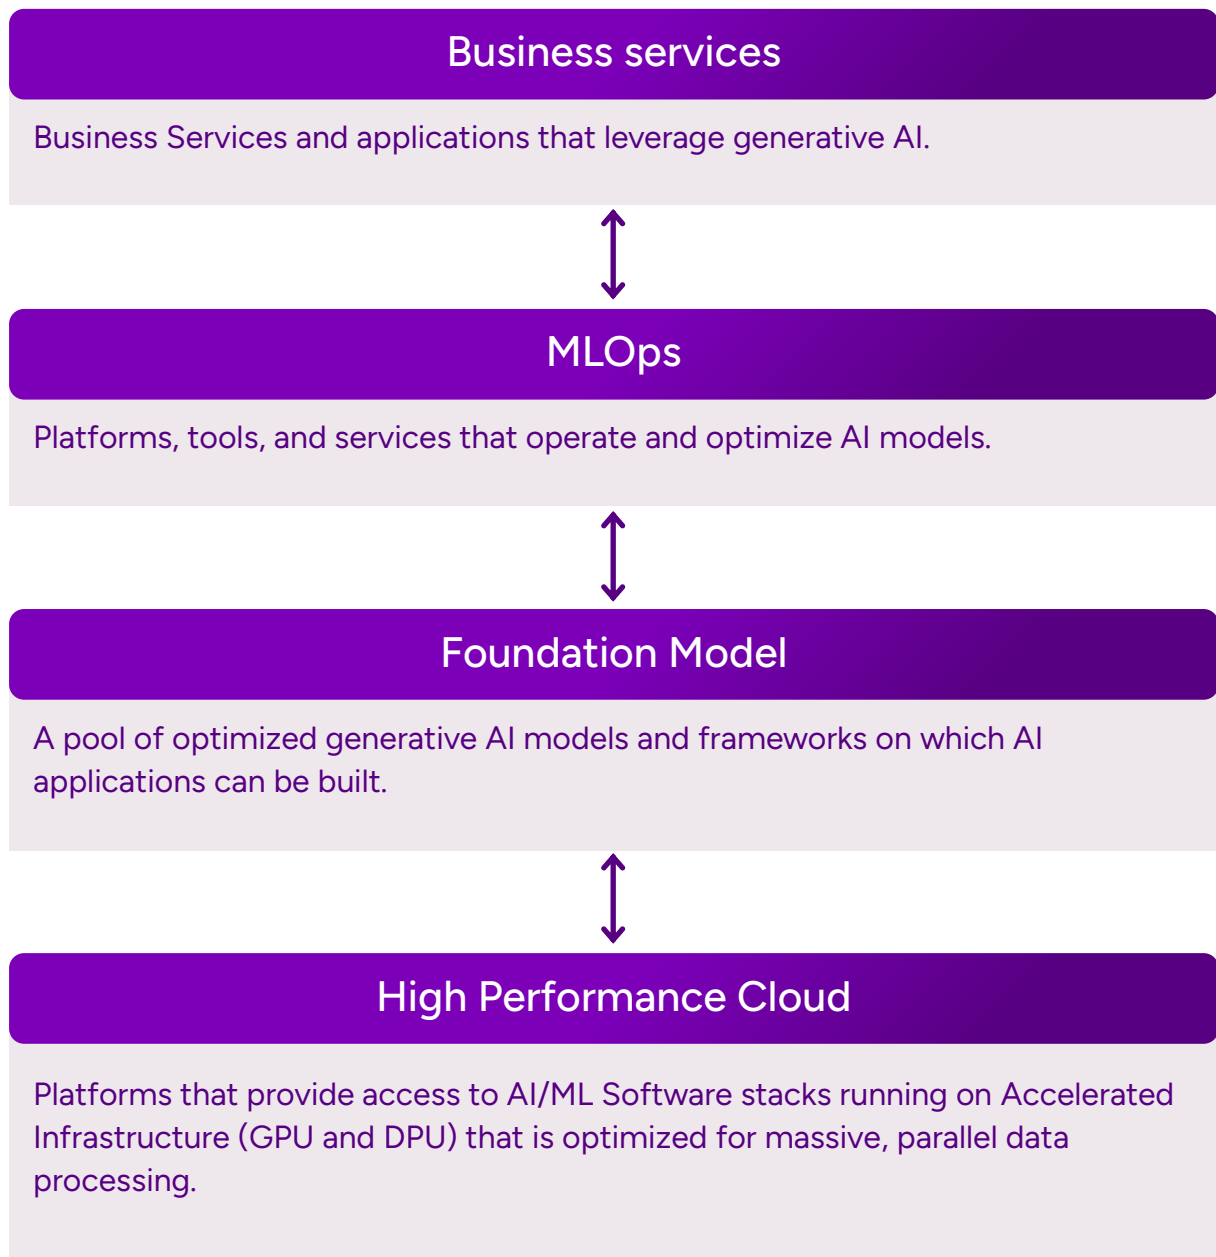 Business services
Business Services and applications that leverage generative AI.
MLOps
Platforms, tools, and services that operate and optimize AI models.
Foundation Model
A pool of optimized generative AI models and frameworks on which AI
applications can be built.
High Performance Cloud
Platforms that provide access to AI/ML Software stacks running on Accelerated
Infrastructure (GPU and DPU) that is optimized for massive, parallel data
processing.